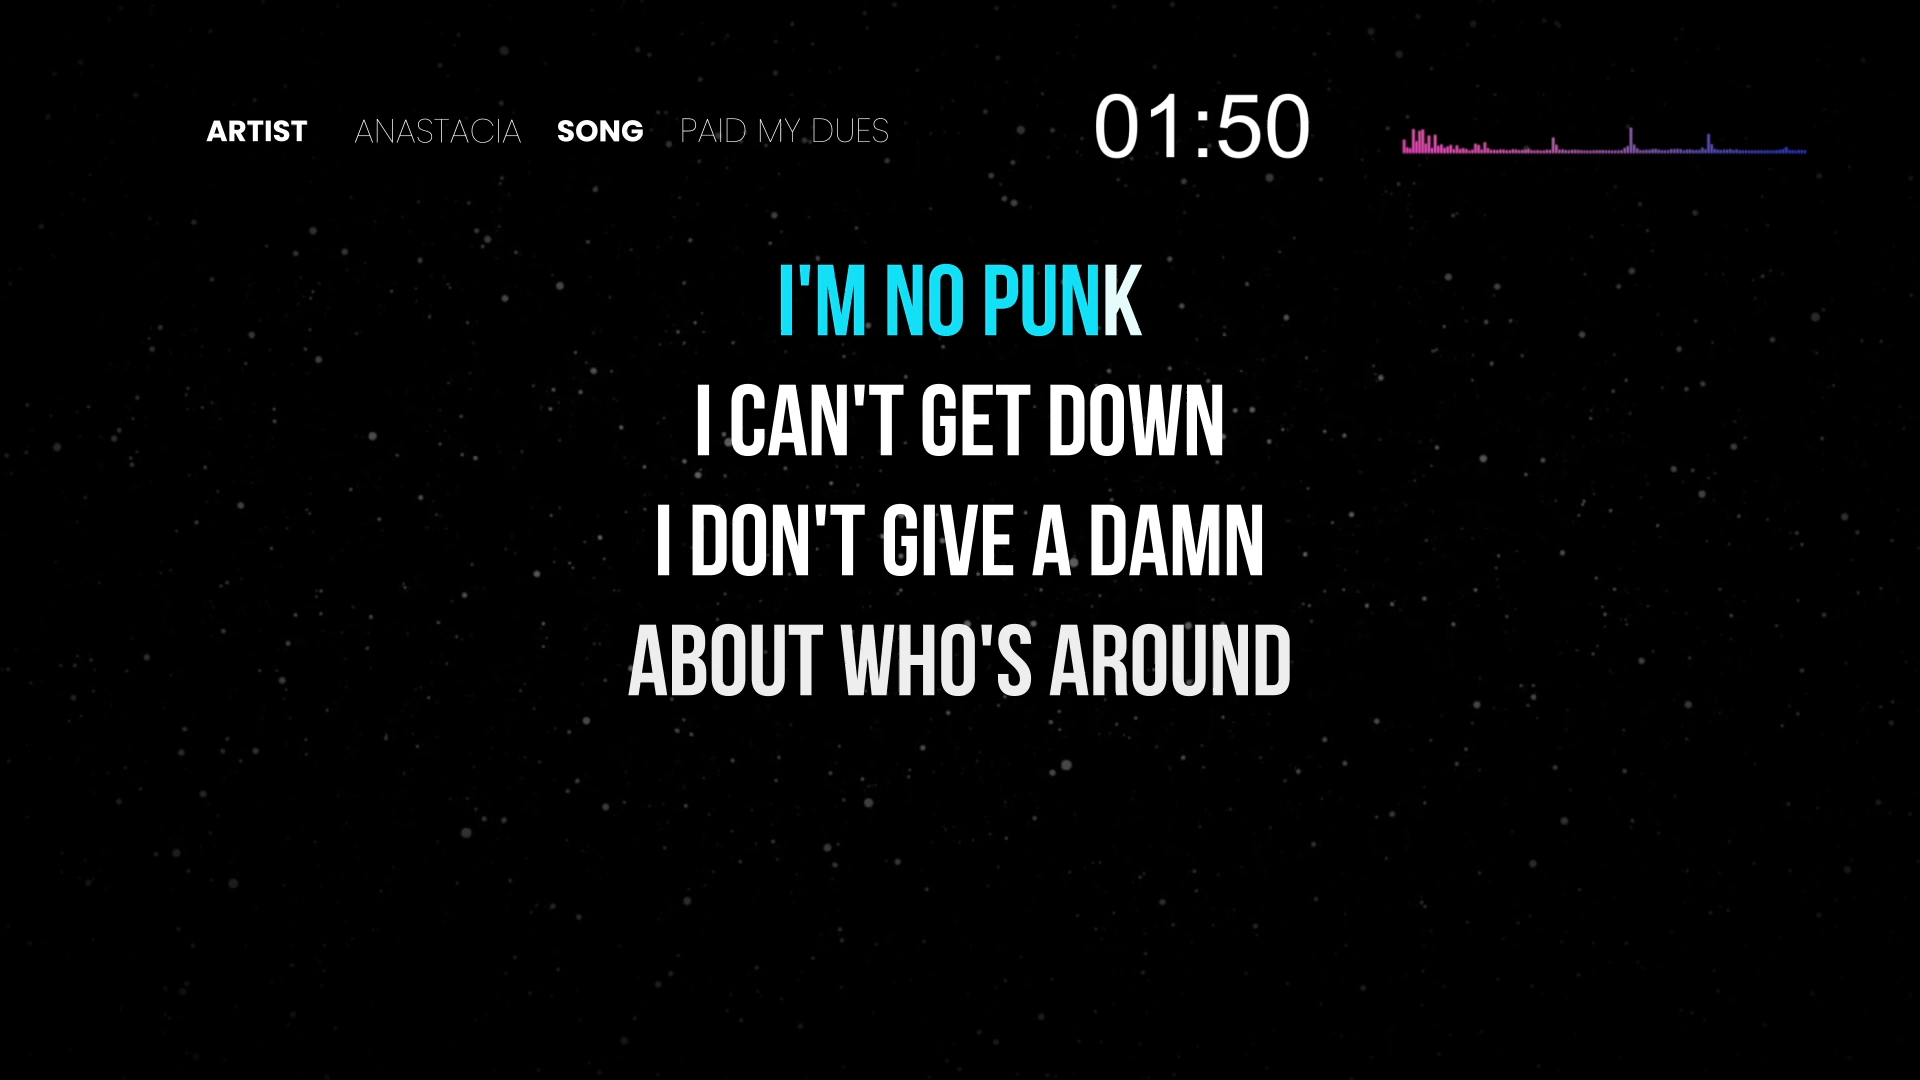 ARTIST ANASTACIA SONG PAID MY DUES 01:50
I'M NO PUNK
I CAN'T GET DOWN
I DON'T GIVE A DAMN
ABOUT WHO'S AROUND